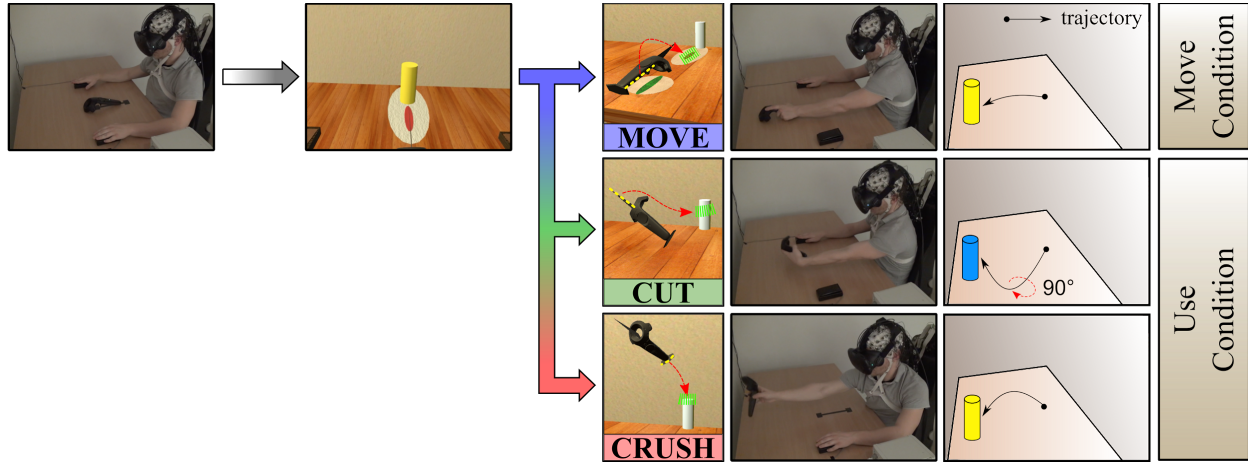 trajectory
MOVE
Move
Condition
CUT
90°
Use
Condition
CRUSH